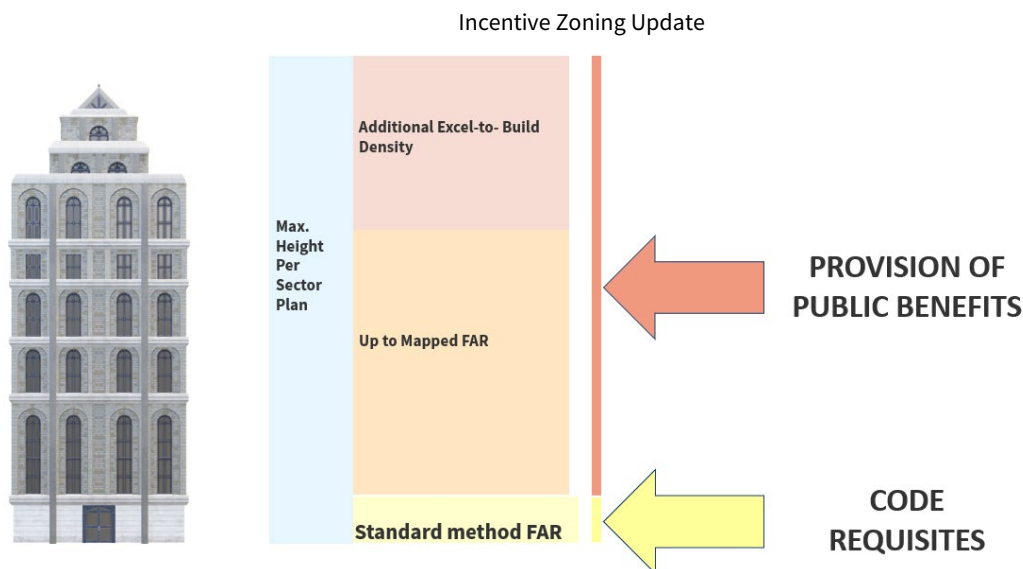 Incentive Zoning Update
Additional Excel-to- Build
Density
Max.
Height
Per
Sector
Plan
Up to Mapped FAR
Standard method FAR
PROVISION OF
PUBLIC BENEFITS
CODE
REQUISITES